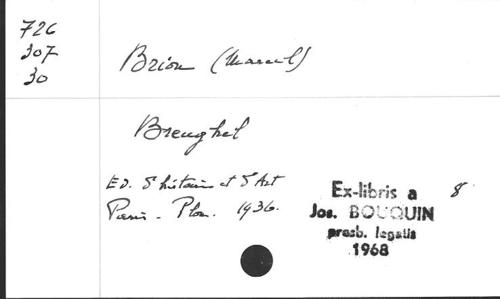 726
307
30
Brion (Marcel)
Breughel
Ed. d'histoire et d'Art
Paris - Plon. 1936.
8
Ex-libris a
Jos. BOUQUIN
presb. legatis
1968